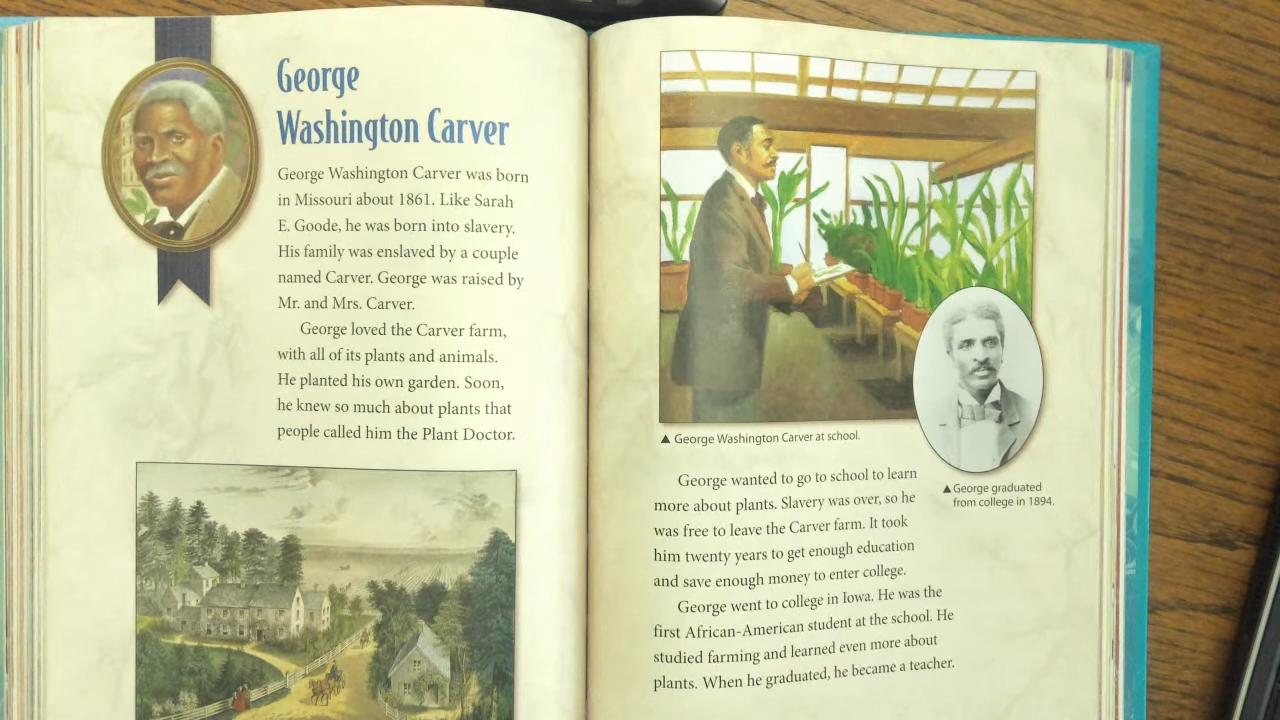 George
Washington Carver
George Washington Carver was born
in Missouri about 1861. Like Sarah
E. Goode, he was born into slavery.
His family was enslaved by a couple
named Carver. George was raised by
Mr. and Mrs. Carver.
George loved the Carver farm,
with all of its plants and animals.
He planted his own garden. Soon,
he knew so much about plants that
people called him the Plant Doctor.
▲ George Washington Carver at school.
▲ George graduated
from college in 1894.
George wanted to go to school to learn
more about plants. Slavery was over, so he
was free to leave the Carver farm. It took
him twenty years to get enough education
and save enough money to enter college.
George went to college in Iowa. He was the
first African-American student at the school. He
studied farming and learned even more about
plants. When he graduated, he became a teacher.